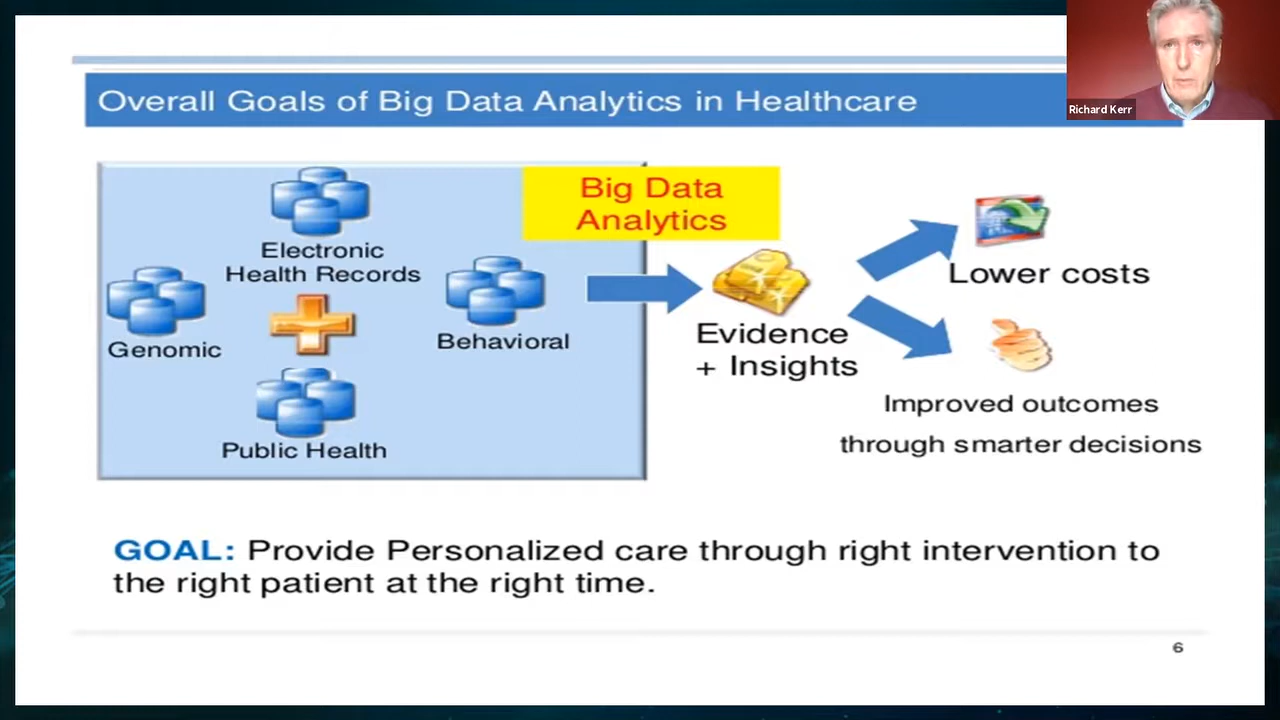 Overall Goals of Big Data Analytics in Healthcare
Richard Kerr
Big Data
Analytics
Electronic
Health Records
Genomic
Behavioral
Public Health
Evidence
+ Insights
Lower costs
Improved outcomes
through smarter decisions
GOAL: Provide Personalized care through right intervention to
the right patient at the right time.
6